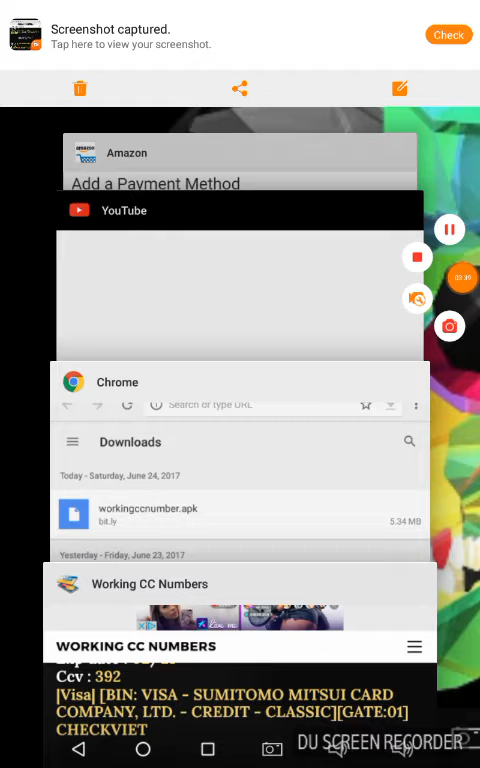 Screenshot captured.
Tap here to view your screenshot.
Check
Amazon
Add a Payment Method
YouTube
03:39
Chrome
Search or type URL
Downloads
Today - Saturday, June 24, 2017
workingccnumber.apk
bit.ly
5.34 MB
Yesterday - Friday, June 23, 2017
Working CC Numbers
WORKING CC NUMBERS
Ccv : 392
|Visa| [BIN: VISA - SUMITOMO MITSUI CARD
COMPANY, LTD. - CREDIT - CLASSIC][GATE:01]
CHECKVIET
DU SCREEN RECORDER